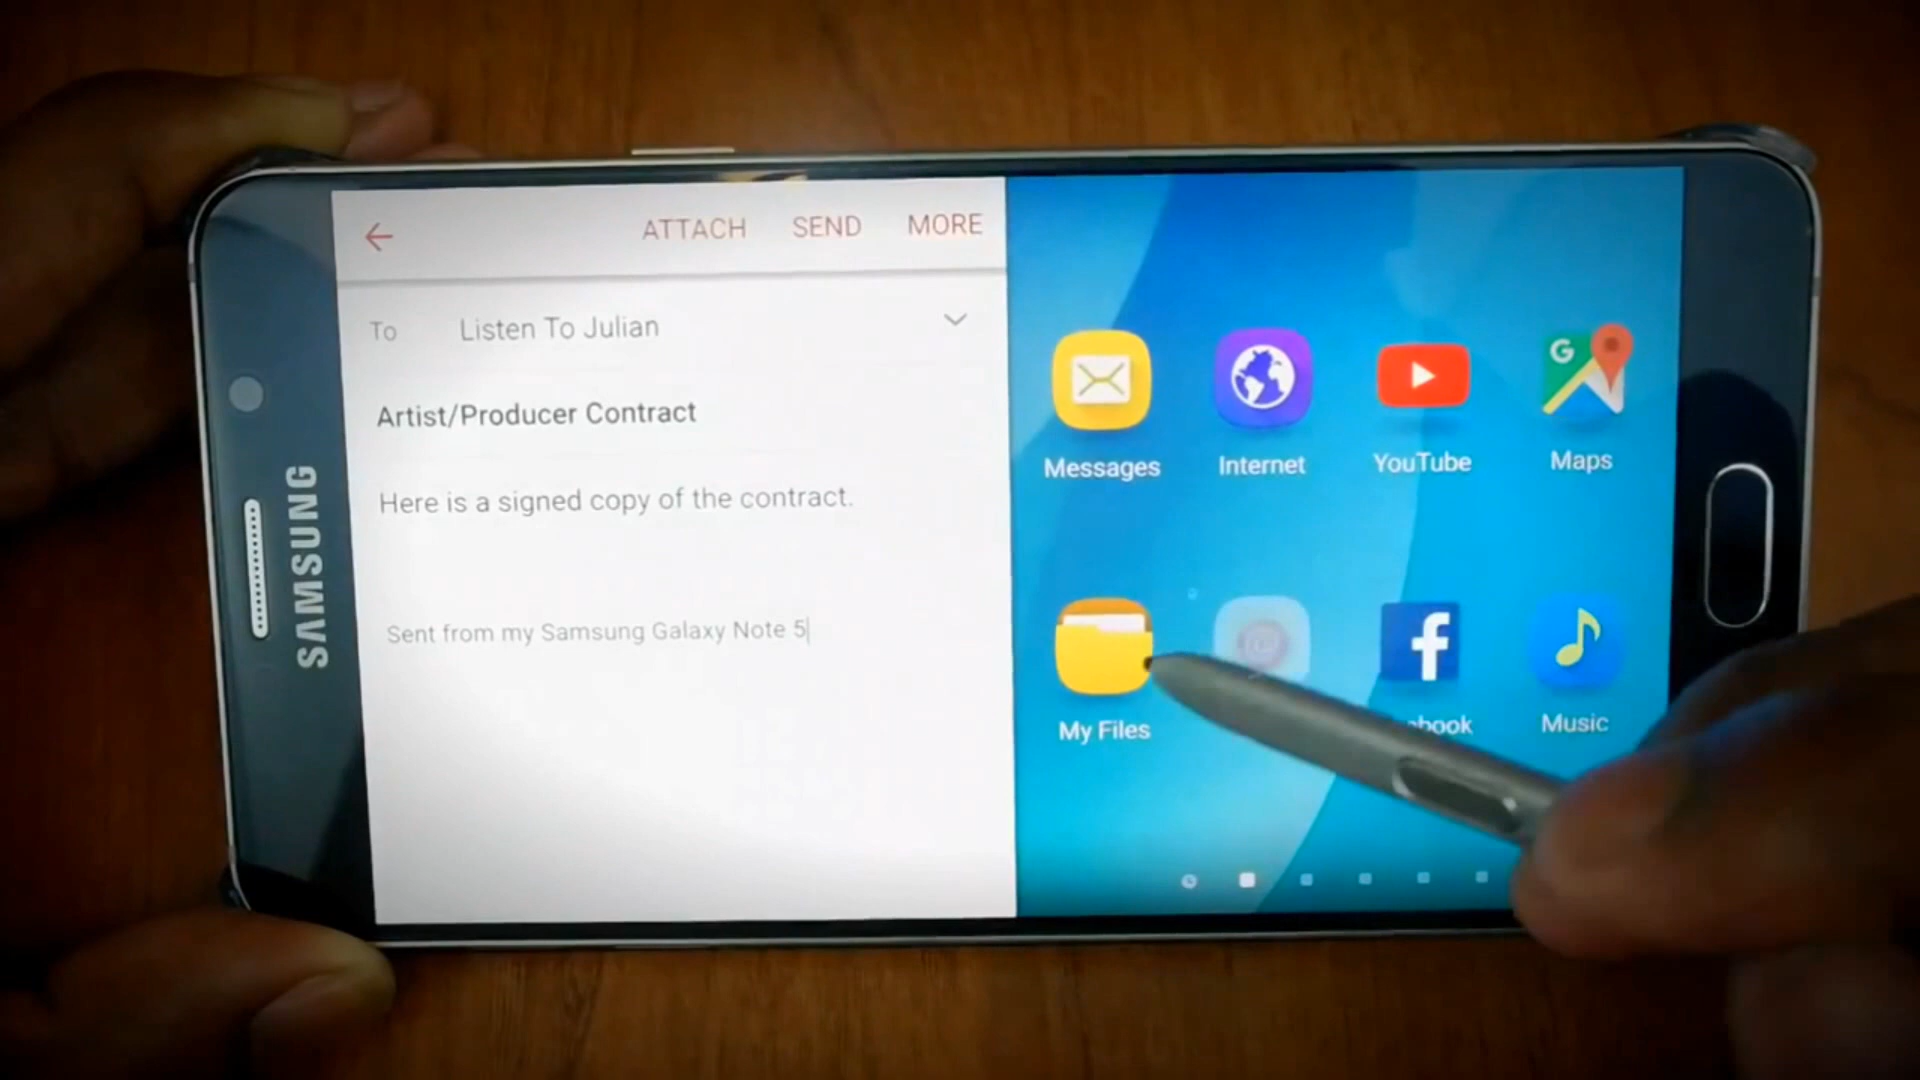 SAMSUNG
ATTACH SEND MORE
To Listen To Julian
Artist/Producer Contract
Here is a signed copy of the contract.
Sent from my Samsung Galaxy Note 5
G
Messages Internet YouTube Maps
f
My Files book Music